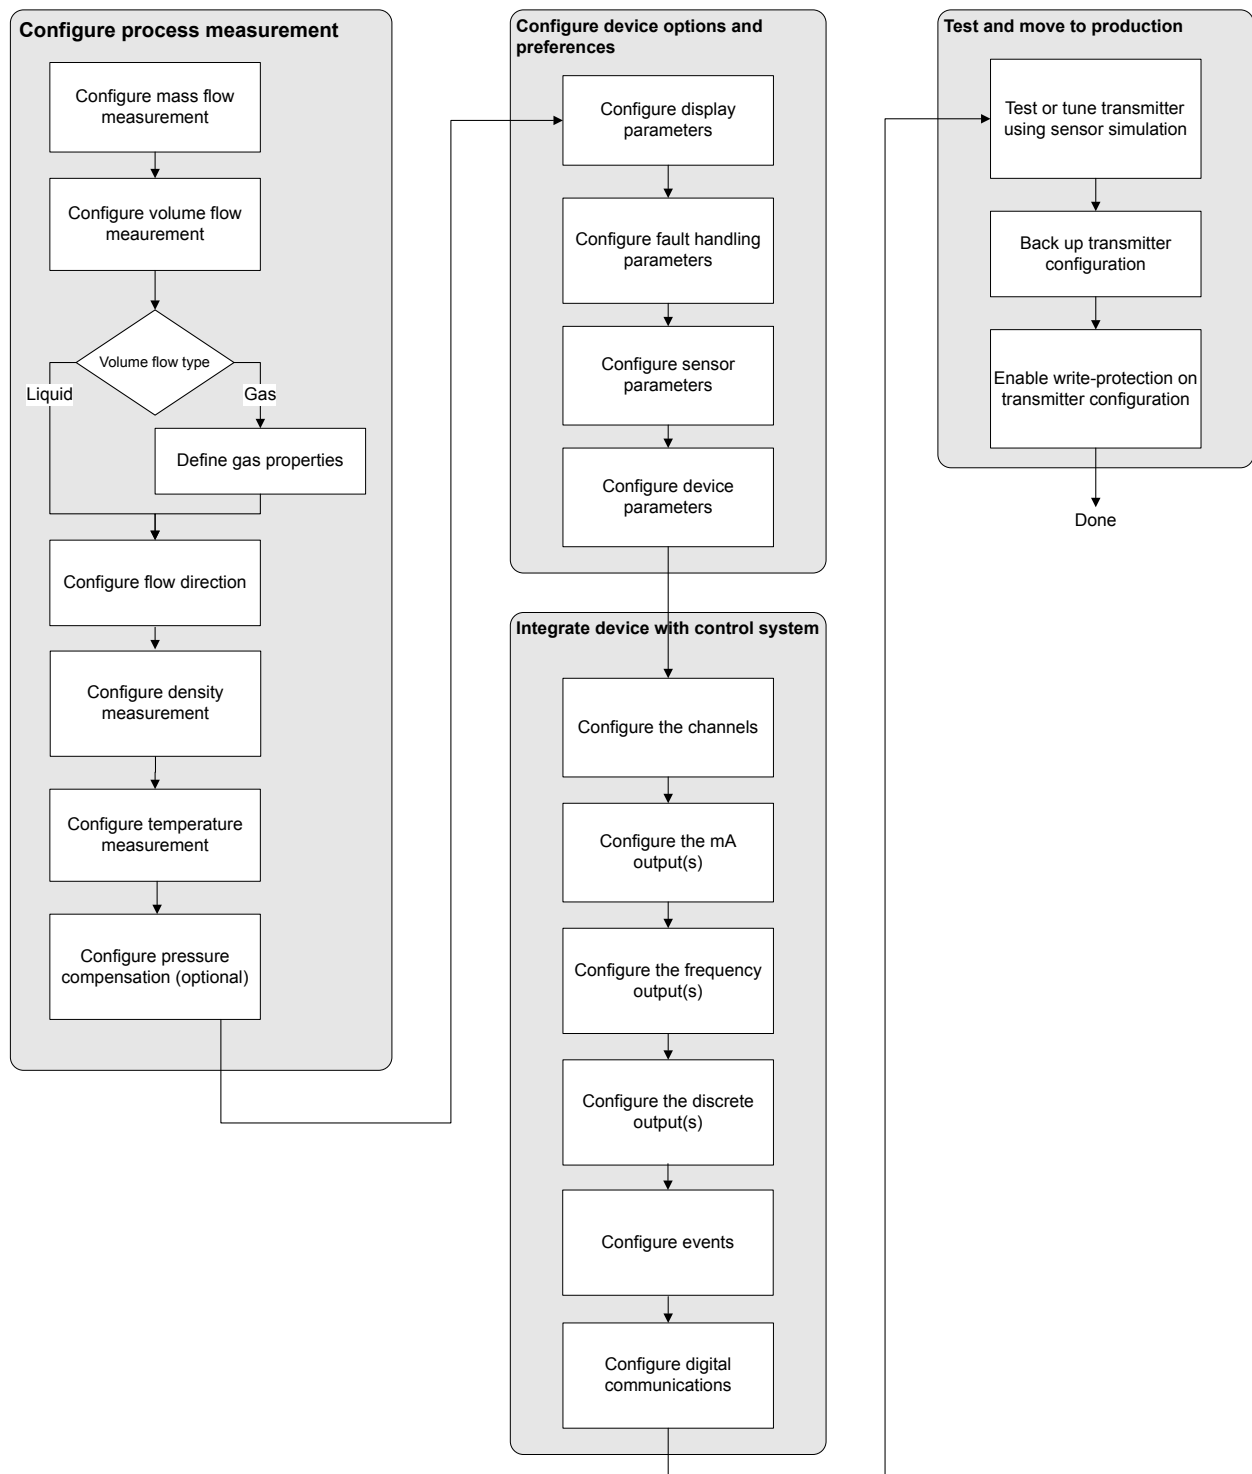 Configure process measurement
Configure mass flow
measurement
Configure volume flow
meaurement
Volume flow type
Liquid
Gas
Define gas properties
Configure flow direction
Configure density
measurement
Configure temperature
measurement
Configure pressure
compensation (optional)
Configure device options and
preferences
Configure display
parameters
Configure fault handling
parameters
Configure sensor
parameters
Configure device
parameters
Integrate device with control system
Configure the channels
Configure the mA
output(s)
Configure the frequency
output(s)
Configure the discrete
output(s)
Configure events
Configure digital
communications
Test and move to production
Test or tune transmitter
using sensor simulation
Back up transmitter
configuration
Enable write-protection on
transmitter configuration
Done